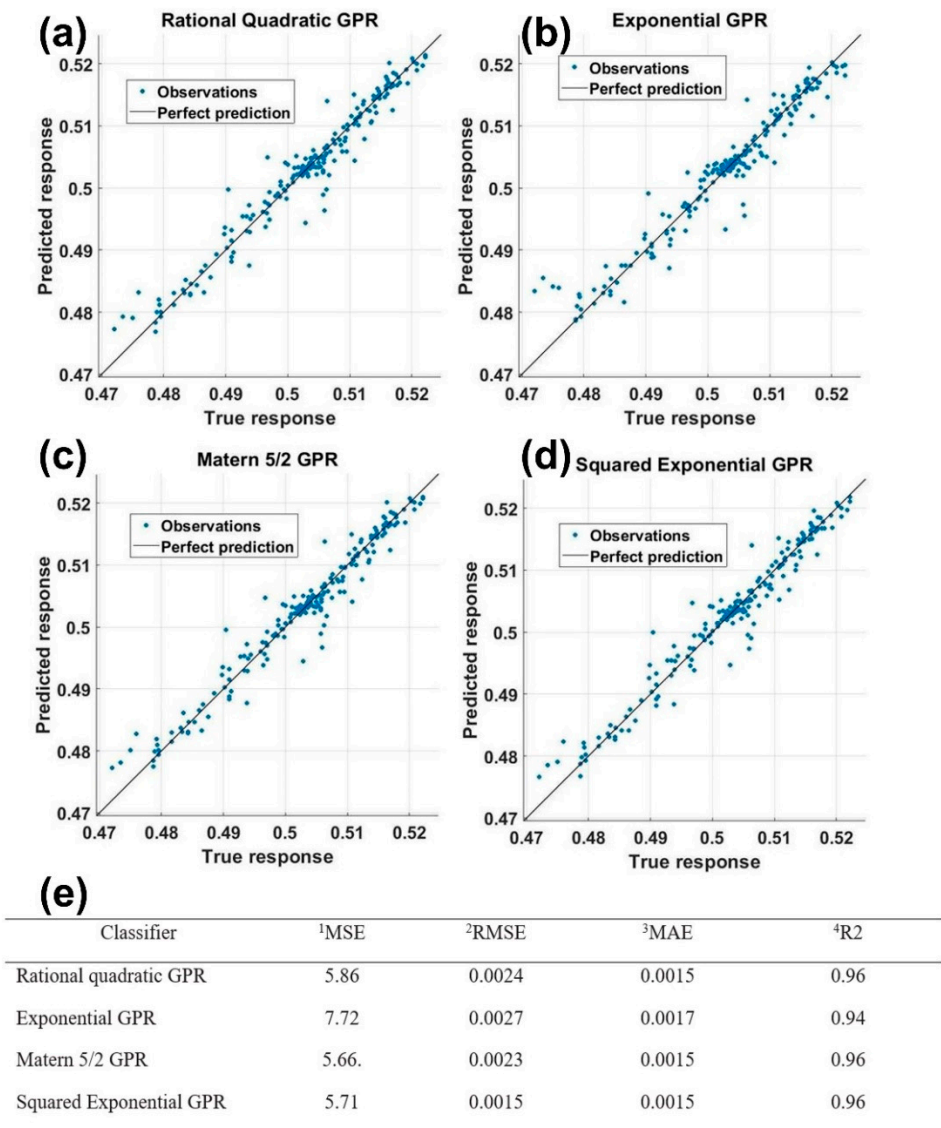 (a)
Rational Quadratic GPR
Observations
Perfect prediction
Predicted response
0.52
0.51
0.5
0.49
0.48
0.47
0.47 0.48 0.49 0.5 0.51 0.52
True response
(b)
Exponential GPR
Observations
Perfect prediction
Predicted response
0.52
0.51
0.5
0.49
0.48
0.47
0.47 0.48 0.49 0.5 0.51 0.52
True response
(c)
Matern 5/2 GPR
Observations
Perfect prediction
Predicted response
0.52
0.51
0.5
0.49
0.48
0.47
0.47 0.48 0.49 0.5 0.51 0.52
True response
(d)
Squared Exponential GPR
Observations
Perfect prediction
Predicted response
0.52
0.51
0.5
0.49
0.48
0.47
0.47 0.48 0.49 0.5 0.51 0.52
True response
(e)
Classifier ¹MSE ²RMSE ³MAE ⁴R2
Rational quadratic GPR 5.86 0.0024 0.0015 0.96
Exponential GPR 7.72 0.0027 0.0017 0.94
Matern 5/2 GPR 5.66. 0.0023 0.0015 0.96
Squared Exponential GPR 5.71 0.0015 0.0015 0.96